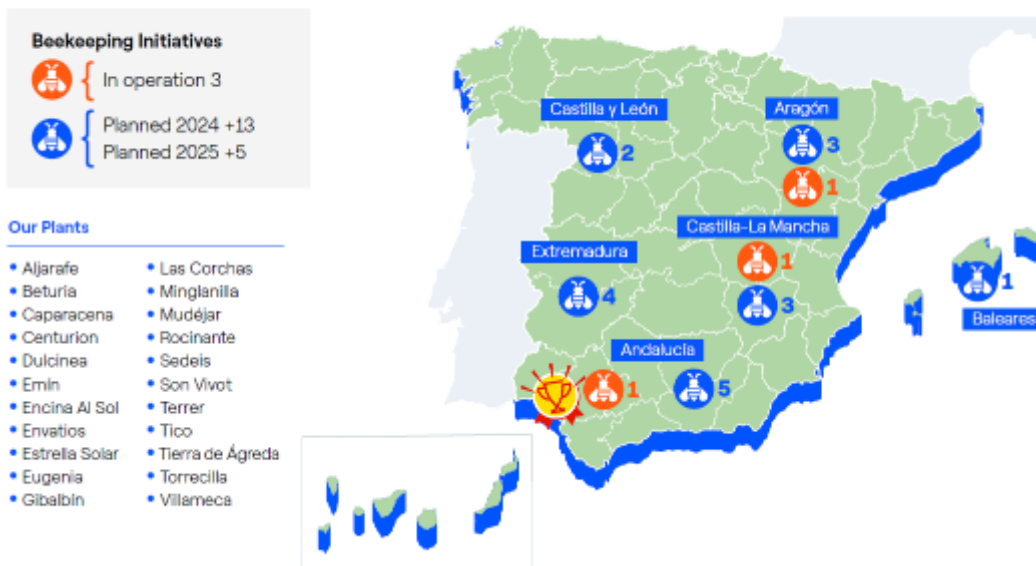 Beekeeping Initiatives
In operation 3
Planned 2024 +13
Planned 2025 +5
Our Plants
• Aljarafe
• Beturia
• Caparacena
• Centurion
• Dulcinea
• Emin
• Encina Al Sol
• Envatios
• Estrella Solar
• Eugenia
• Gibalbin
• Las Corchas
• Minglanilla
• Mudéjar
• Rocinante
• Sedeis
• Son Vivot
• Terrer
• Tico
• Tierra de Ágreda
• Torrecilla
• Villameca
Castilla y León
2
Aragón
3
1
Castilla-La Mancha
1
3
Extremadura
4
Andalucía
1
5
1
Baleares